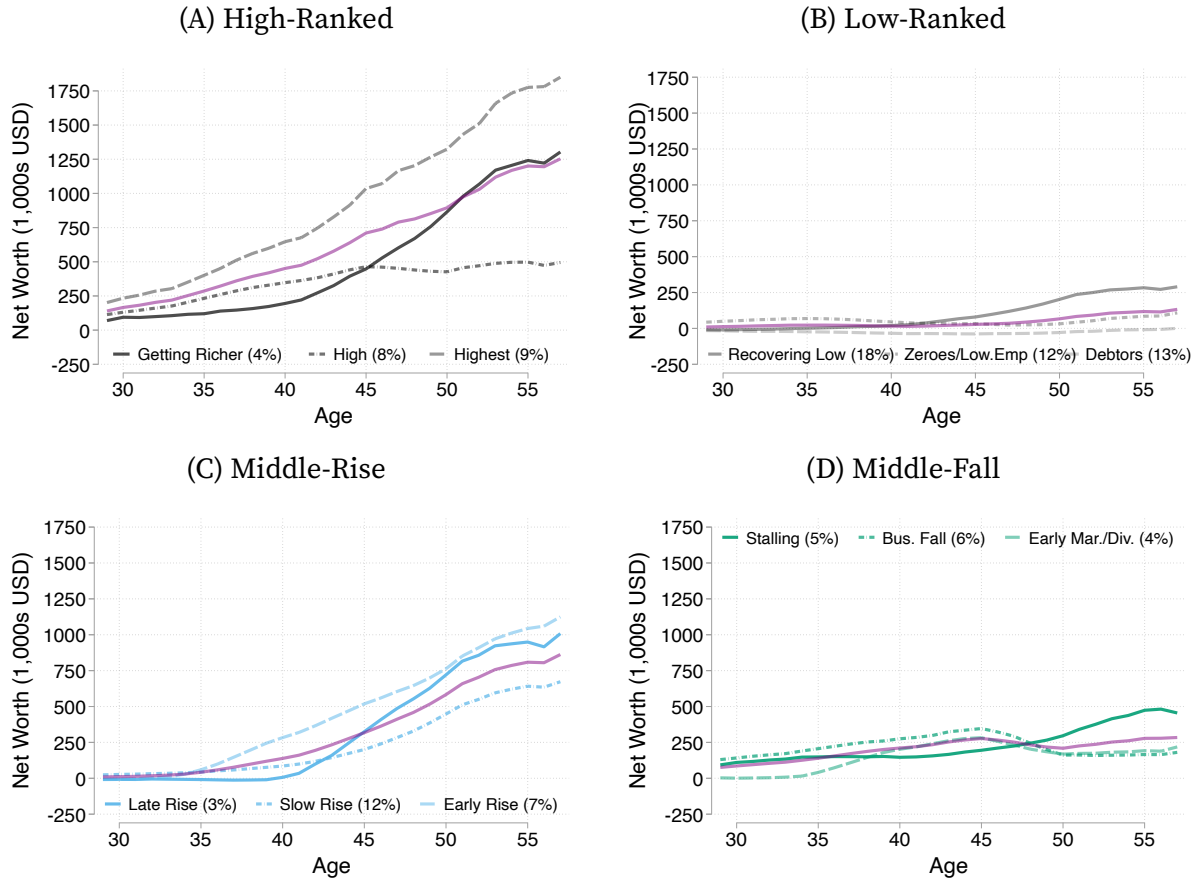 (A) High-Ranked
Net Worth (1,000s USD)
1750
1500
1250
1000
750
500
250
0
-250
Getting Richer (4%) High (8%) Highest (9%)
30 35 40 45 50 55
Age
(B) Low-Ranked
Net Worth (1,000s USD)
1750
1500
1250
1000
750
500
250
0
-250
Recovering Low (18%) Zeroes/Low.Emp (12%) Debtors (13%)
30 35 40 45 50 55
Age
(C) Middle-Rise
Net Worth (1,000s USD)
1750
1500
1250
1000
750
500
250
0
-250
Late Rise (3%) Slow Rise (12%) Early Rise (7%)
30 35 40 45 50 55
Age
(D) Middle-Fall
Net Worth (1,000s USD)
1750
1500
1250
1000
750
500
250
0
-250
Stalling (5%) Bus. Fall (6%) Early Mar./Div. (4%)
30 35 40 45 50 55
Age